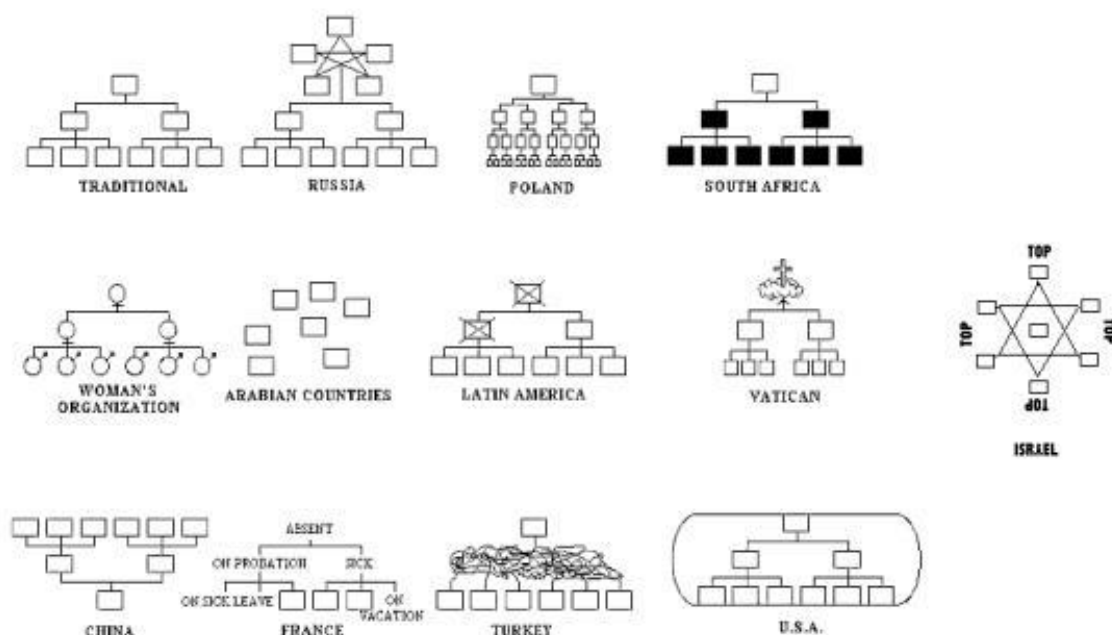 TRADITIONAL
RUSSIA
POLAND
SOUTH AFRICA
WOMAN'S
ORGANIZATION
ARABIAN COUNTRIES
LATIN AMERICA
VATICAN
TOP
TOP
TOP
TOP
ISRAEL
ABSENT
ON PROBATION
SICK
ON SICK LEAVE
ON
VACATION
CHINA
FRANCE
TURKEY
U.S.A.